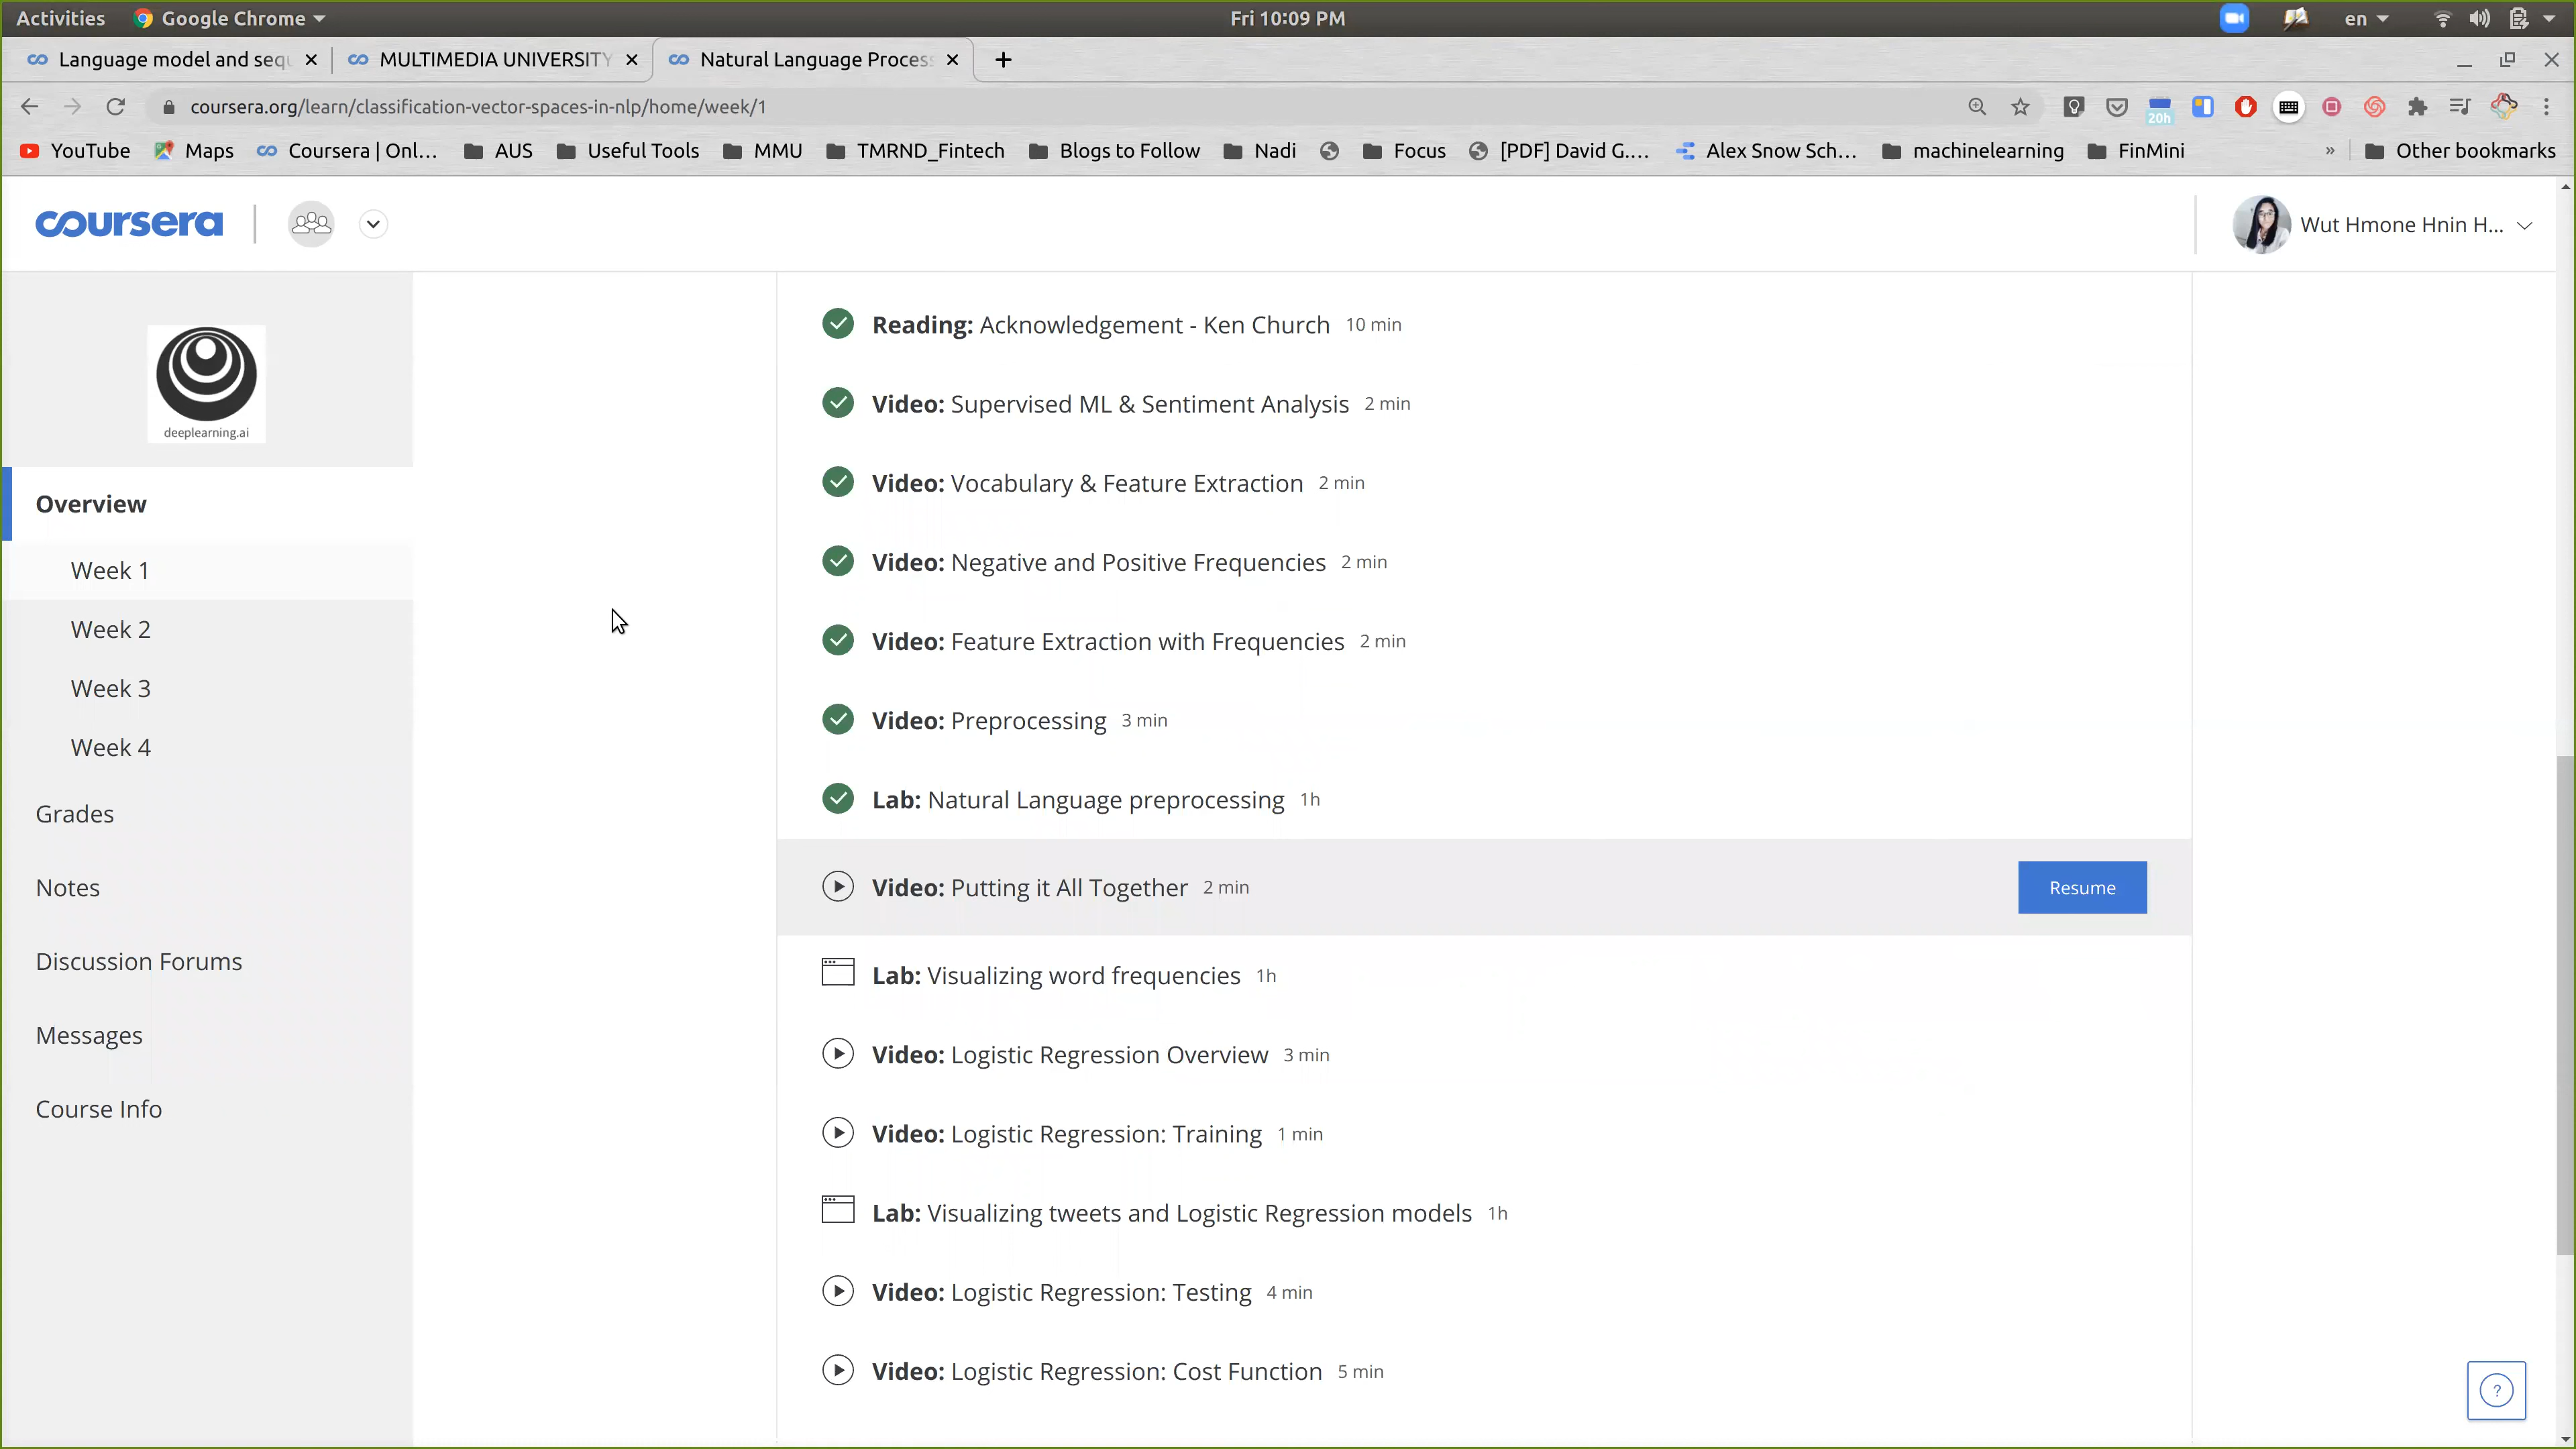 Activities Google Chrome Fri 10:09 PM en
Language model and sequ MULTIMEDIA UNIVERSITY Natural Language Process
coursera.org/learn/classification-vector-spaces-in-nlp/home/week/1 20h
YouTube Maps Coursera | Onl... AUS Useful Tools MMU TMRND_Fintech Blogs to Follow Nadi Focus [PDF] David G.... Alex Snow Sch... machinelearning FinMini » Other bookmarks
coursera Wut Hmone Hnin H...
deeplearning.ai
Overview
Week 1
Week 2
Week 3
Week 4
Grades
Notes
Discussion Forums
Messages
Course Info
Reading: Acknowledgement - Ken Church 10 min
Video: Supervised ML & Sentiment Analysis 2 min
Video: Vocabulary & Feature Extraction 2 min
Video: Negative and Positive Frequencies 2 min
Video: Feature Extraction with Frequencies 2 min
Video: Preprocessing 3 min
Lab: Natural Language preprocessing 1h
Video: Putting it All Together 2 min Resume
Lab: Visualizing word frequencies 1h
Video: Logistic Regression Overview 3 min
Video: Logistic Regression: Training 1 min
Lab: Visualizing tweets and Logistic Regression models 1h
Video: Logistic Regression: Testing 4 min
Video: Logistic Regression: Cost Function 5 min
?